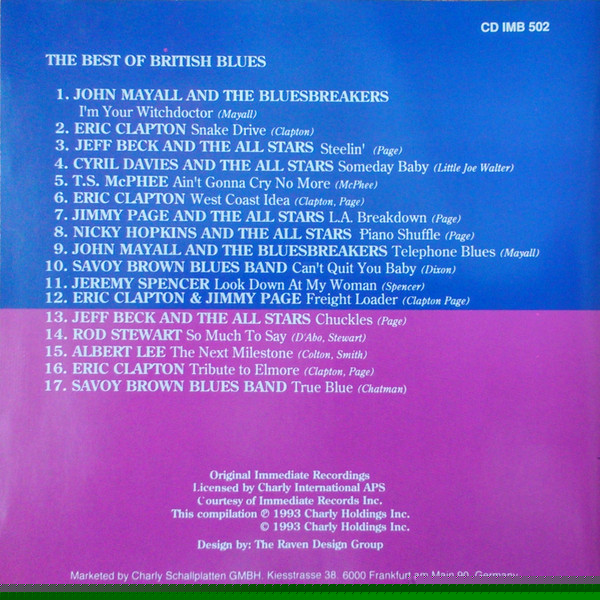 CD IMB 502
THE BEST OF BRITISH BLUES
1. JOHN MAYALL AND THE BLUESBREAKERS
I'm Your Witchdoctor (Mayall)
2. ERIC CLAPTON Snake Drive (Clapton)
3. JEFF BECK AND THE ALL STARS Steelin' (Page)
4. CYRIL DAVIES AND THE ALL STARS Someday Baby (Little Joe Walter)
5. T.S. McPHEE Ain't Gonna Cry No More (McPhee)
6. ERIC CLAPTON West Coast Idea (Clapton, Page)
7. JIMMY PAGE AND THE ALL STARS L.A. Breakdown (Page)
8. NICKY HOPKINS AND THE ALL STARS Piano Shuffle (Page)
9. JOHN MAYALL AND THE BLUESBREAKERS Telephone Blues (Mayall)
10. SAVOY BROWN BLUES BAND Can't Quit You Baby (Dixon)
11. JEREMY SPENCER Look Down At My Woman (Spencer)
12. ERIC CLAPTON & JIMMY PAGE Freight Loader (Clapton Page)
13. JEFF BECK AND THE ALL STARS Chuckles (Page)
14. ROD STEWART So Much To Say (D'Abo, Stewart)
15. ALBERT LEE The Next Milestone (Colton, Smith)
16. ERIC CLAPTON Tribute to Elmore (Clapton, Page)
17. SAVOY BROWN BLUES BAND True Blue (Chatman)
Original Immediate Recordings
Licensed by Charly International APS
Courtesy of Immediate Records Inc.
This compilation ℗ 1993 Charly Holdings Inc.
© 1993 Charly Holdings Inc.
Design by: The Raven Design Group
Marketed by Charly Schallplatten GMBH, Kiesstrasse 38, 6000 Frankfurt am Main 90, Germany